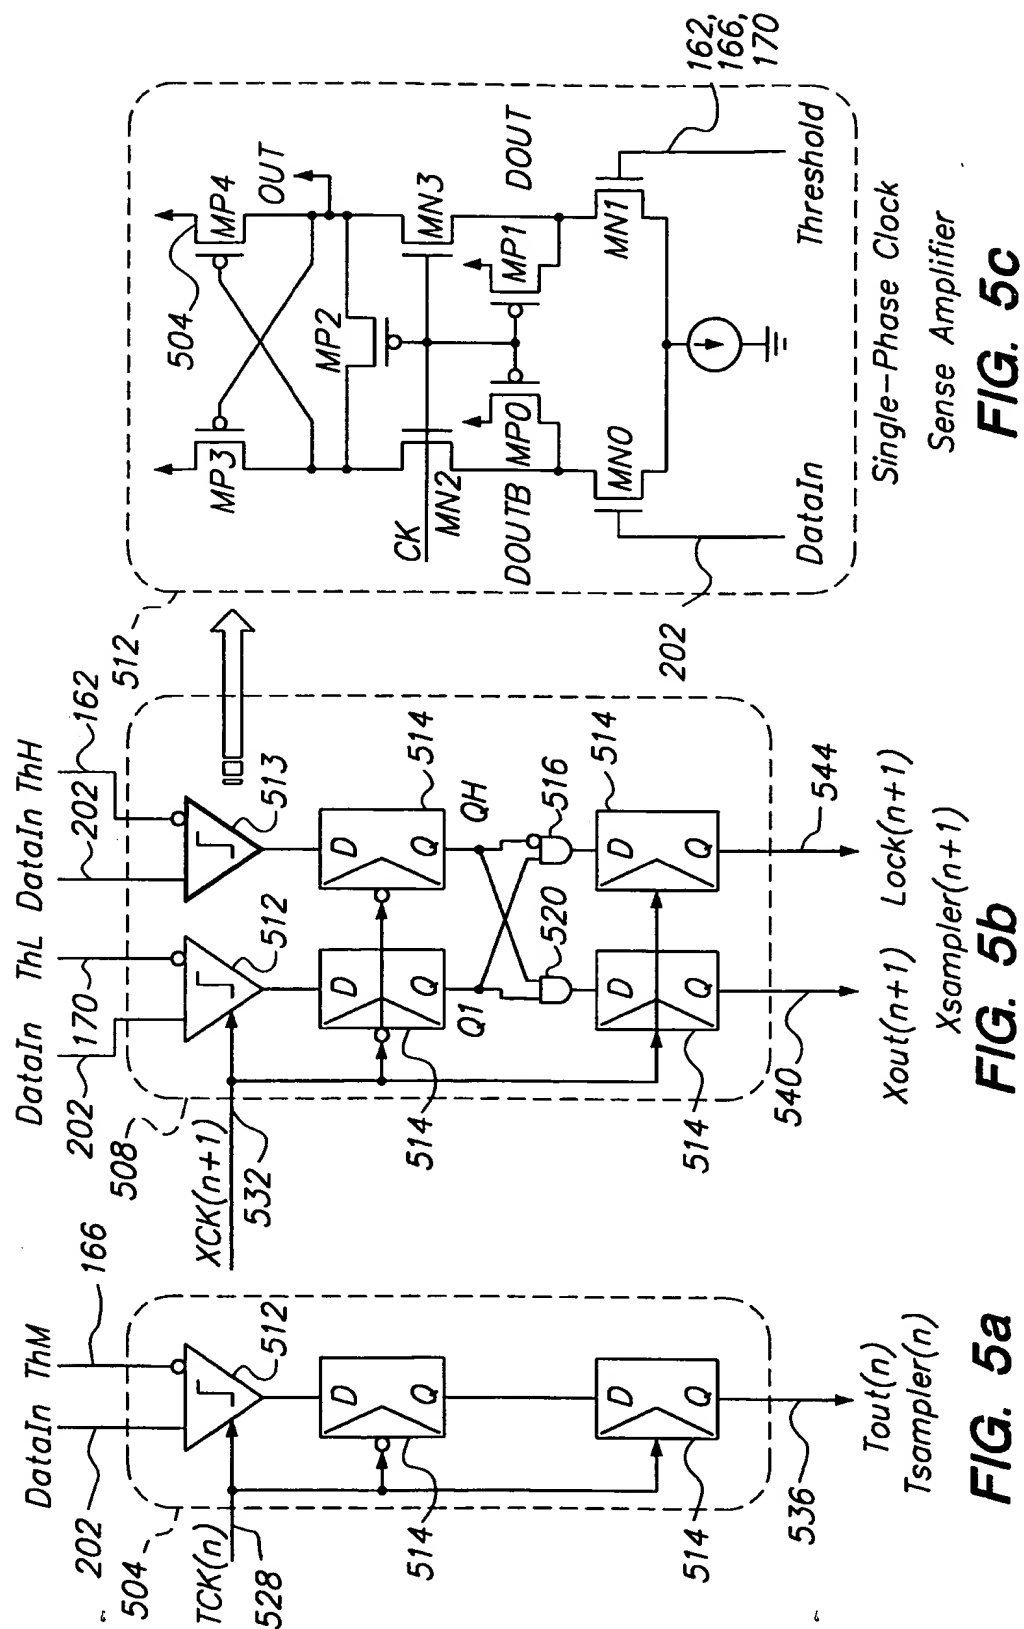 DataIn ThM
166
202
504
TCK(n)
528
512
D
Q
514
D
Q
514
536
Tout(n)
Tsampler(n)
FIG. 5a
DataIn ThL DataIn ThH
202
170
202
162
508
XCK(n+1)
532
512
513
D
Q
514
D
Q
514
Q1
QH
520
516
D
Q
514
D
Q
514
540
544
Xout(n+1) Lock(n+1)
Xsampler(n+1)
FIG. 5b
512
504
MP3
MP4
OUT
MP2
CK
MN2
MN3
DOUTB
DOUT
MP0
MP1
MN0
MN1
202
162,
166,
170
DataIn
Threshold
Single-Phase Clock
Sense Amplifier
FIG. 5c